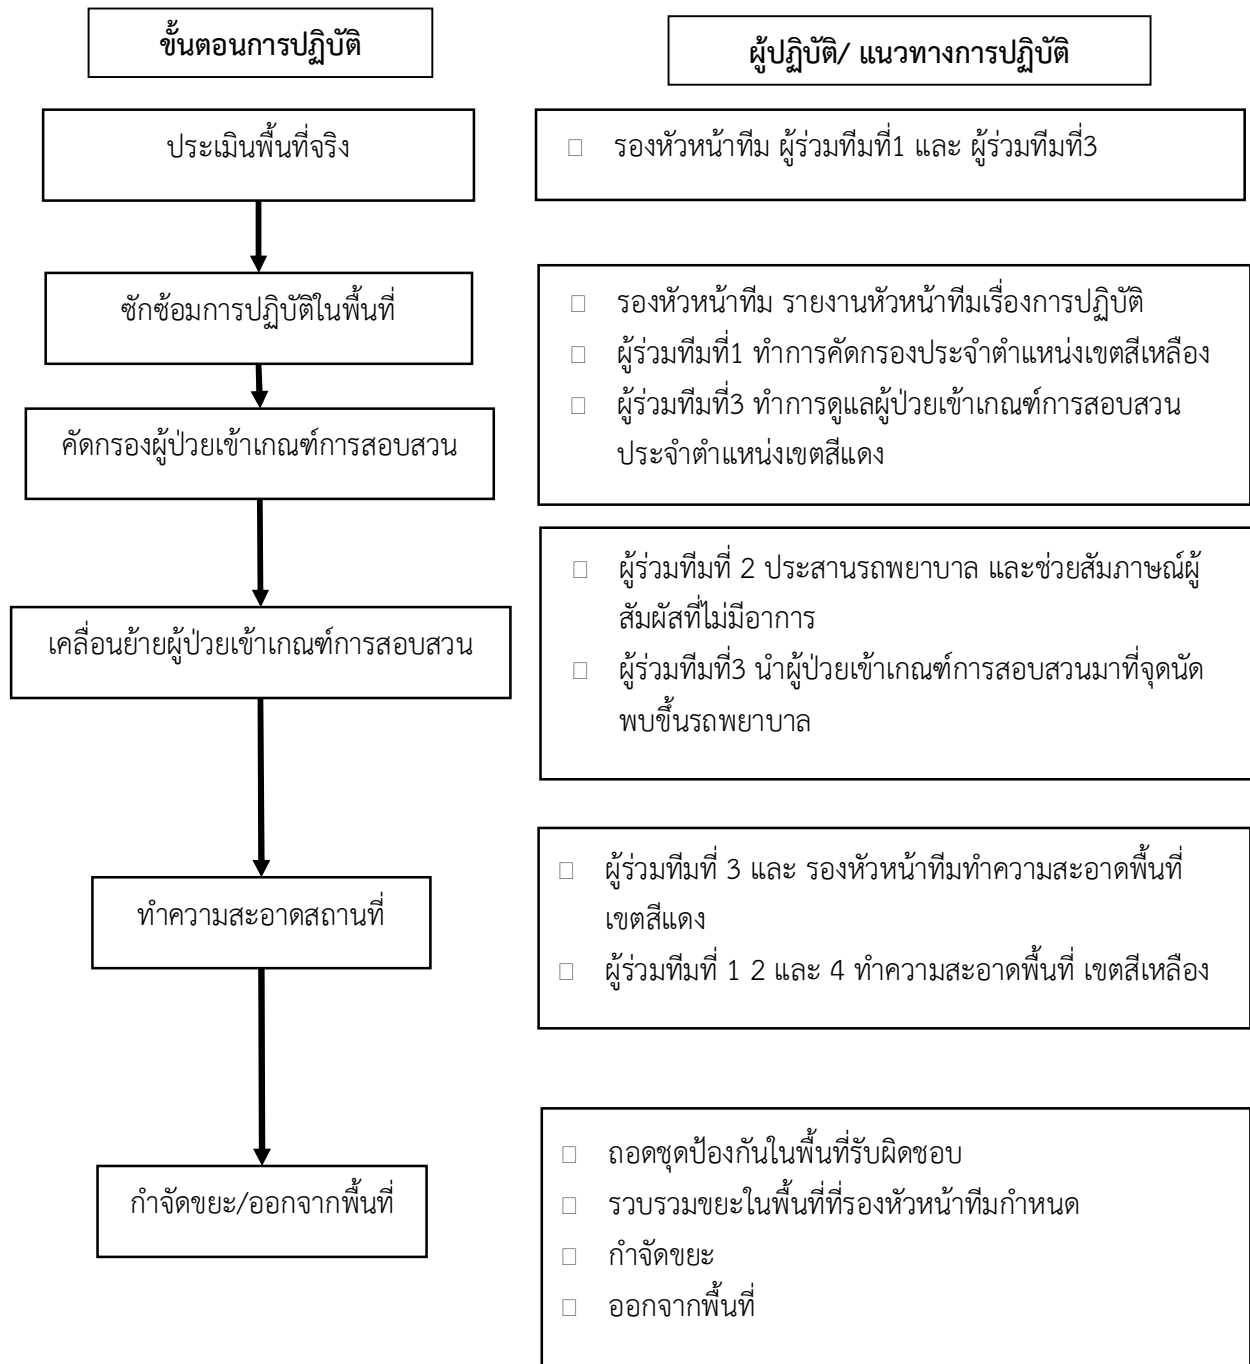 ขั้นตอนการปฏิบัติ
ผู้ปฏิบัติ/ แนวทางการปฏิบัติ
ประเมินพื้นที่จริง
รองหัวหน้าทีม ผู้ร่วมทีมที่1 และ ผู้ร่วมทีมที่3
ซักซ้อมการปฏิบัติในพื้นที่
รองหัวหน้าทีม รายงานหัวหน้าทีมเรื่องการปฏิบัติ
ผู้ร่วมทีมที่1 ทำการคัดกรองประจำตำแหน่งเขตสีเหลือง
ผู้ร่วมทีมที่3 ทำการดูแลผู้ป่วยเข้าเกณฑ์การสอบสวน
ประจำตำแหน่งเขตสีแดง
คัดกรองผู้ป่วยเข้าเกณฑ์การสอบสวน
เคลื่อนย้ายผู้ป่วยเข้าเกณฑ์การสอบสวน
ผู้ร่วมทีมที่ 2 ประสานรถพยาบาล และช่วยสัมภาษณ์ผู้
สัมผัสที่ไม่มีอาการ
ผู้ร่วมทีมที่3 นำผู้ป่วยเข้าเกณฑ์การสอบสวนมาที่จุดนัด
พบขึ้นรถพยาบาล
ทำความสะอาดสถานที่
ผู้ร่วมทีมที่ 3 และ รองหัวหน้าทีมทำความสะอาดพื้นที่
เขตสีแดง
ผู้ร่วมทีมที่ 1 2 และ 4 ทำความสะอาดพื้นที่ เขตสีเหลือง
กำจัดขยะ/ออกจากพื้นที่
ถอดชุดป้องกันในพื้นที่รับผิดชอบ
รวบรวมขยะในพื้นที่ที่รองหัวหน้าทีมกำหนด
กำจัดขยะ
ออกจากพื้นที่